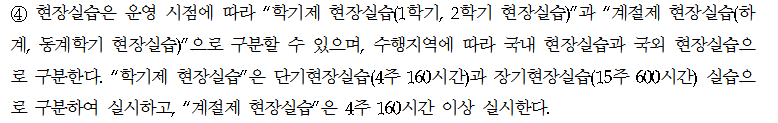 ④ 현장실습은 운영 시점에 따라 “학기제 현장실습(1학기, 2학기 현장실습)”과 “계절제 현장실습(하
계, 동계학기 현장실습)”으로 구분할 수 있으며, 수행지역에 따라 국내 현장실습과 국외 현장실습으
로 구분한다. “학기제 현장실습”은 단기현장실습(4주 160시간)과 장기현장실습(15주 600시간) 실습으
로 구분하여 실시하고, “계절제 현장실습”은 4주 160시간 이상 실시한다.